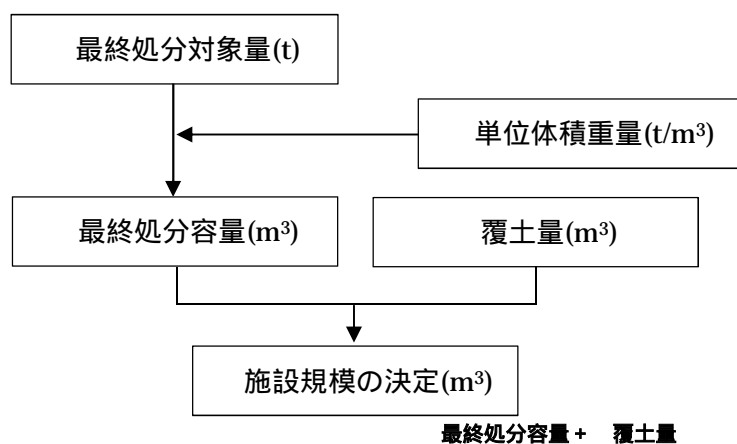 最終処分対象量(t)
単位体積重量(t/m³)
最終処分容量(m³)
覆土量(m³)
施設規模の決定(m³)
最終処分容量 + 覆土量